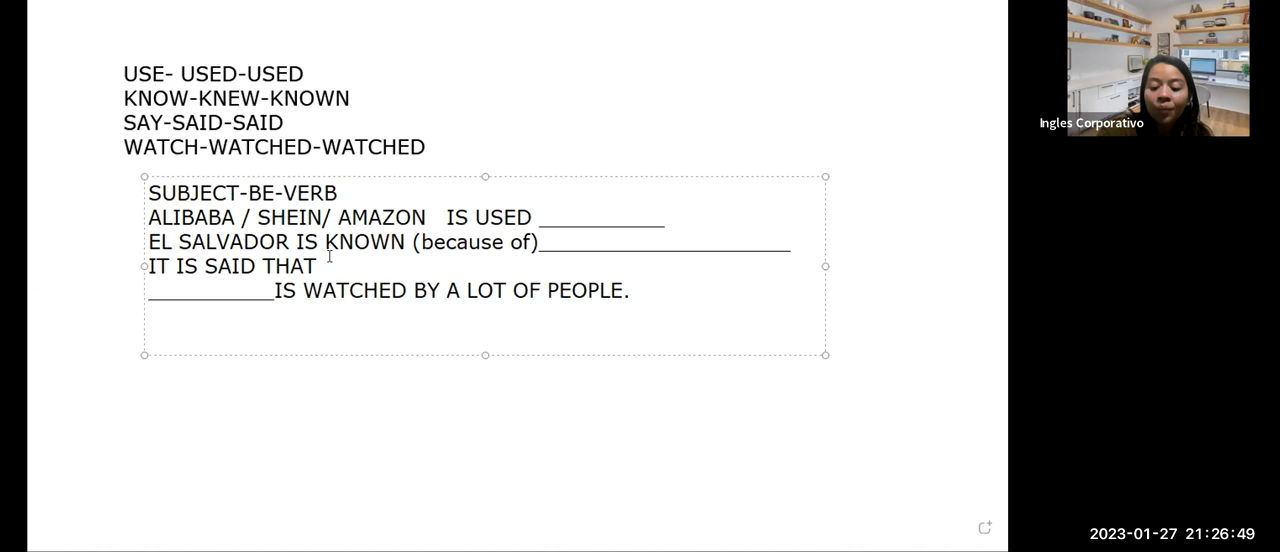 USE- USED-USED
KNOW-KNEW-KNOWN
SAY-SAID-SAID
WATCH-WATCHED-WATCHED
SUBJECT-BE-VERB
ALIBABA / SHEIN/ AMAZON IS USED ___________
EL SALVADOR IS KNOWN (because of)______________________
IT IS SAID THAT
___________IS WATCHED BY A LOT OF PEOPLE.
Ingles Corporativo
2023-01-27 21:26:49